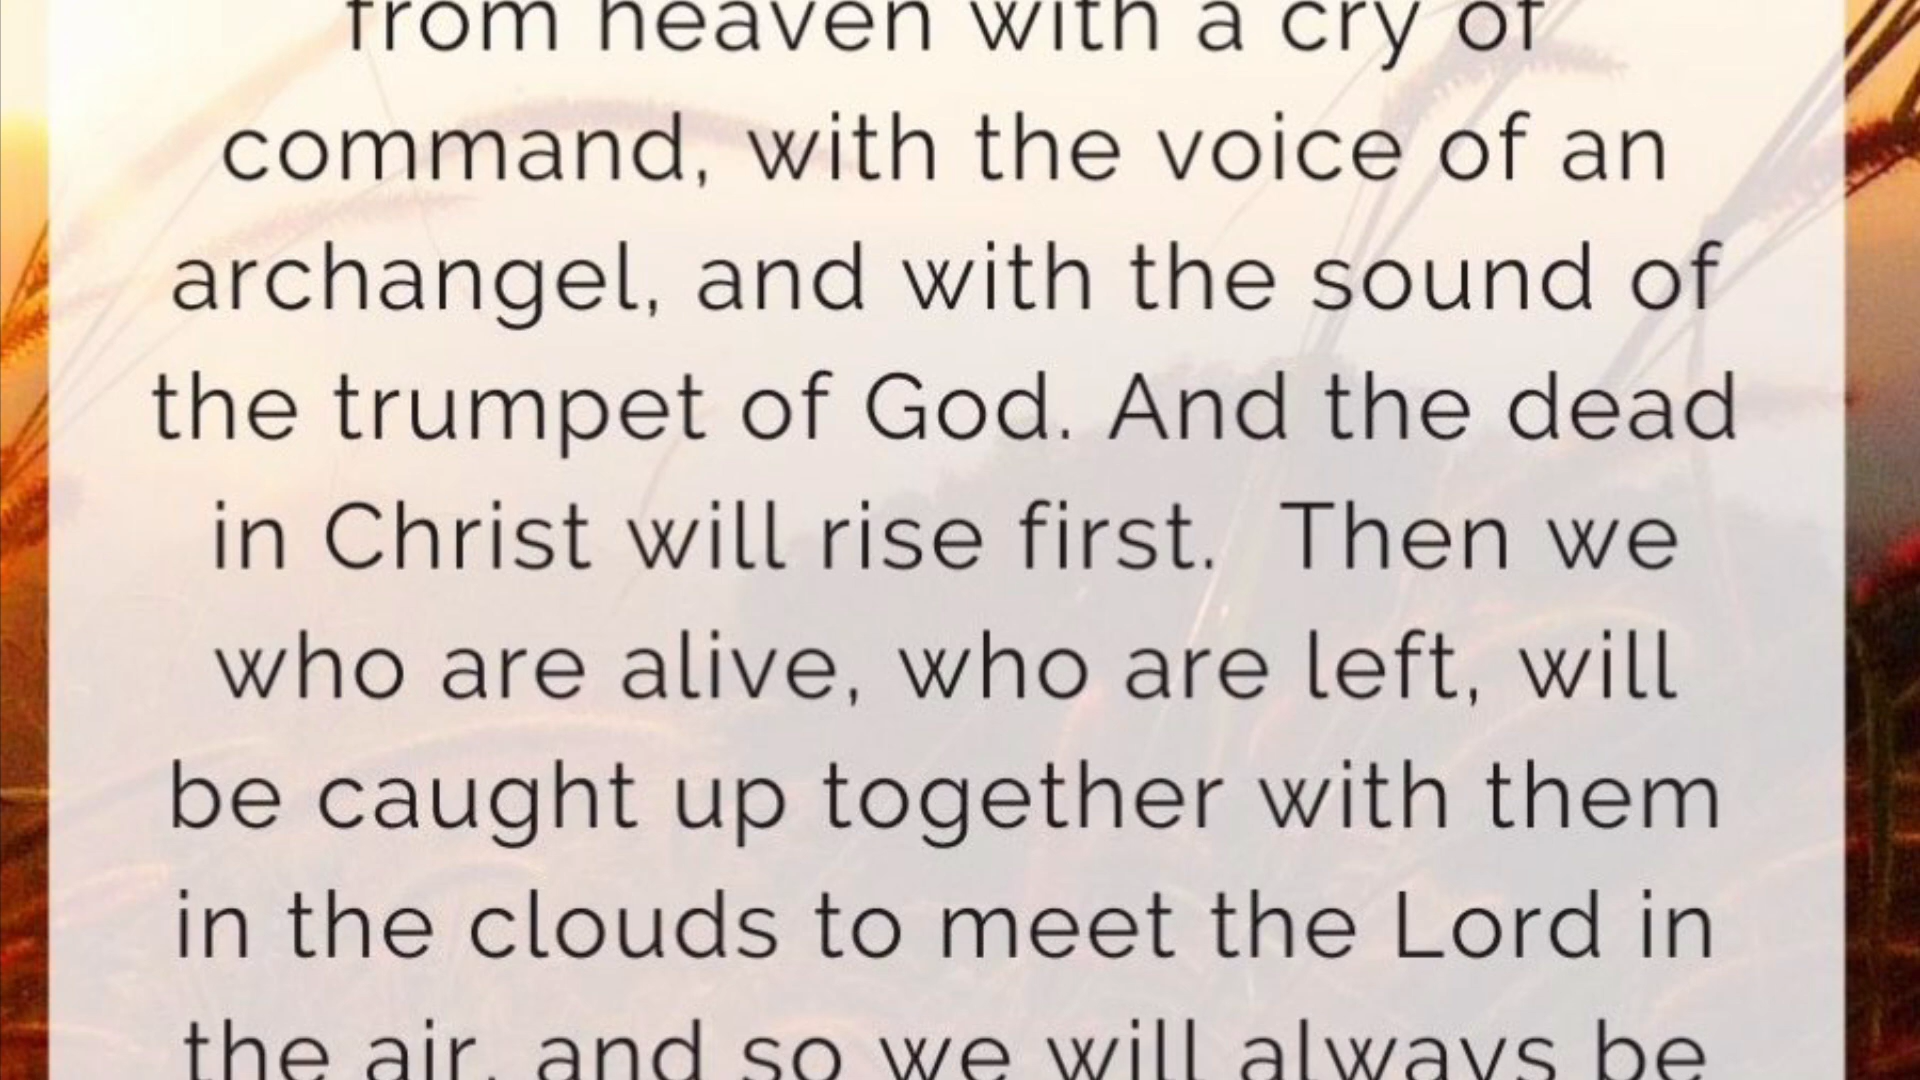 from heaven with a cry of
command, with the voice of an
archangel, and with the sound of
the trumpet of God. And the dead
in Christ will rise first. Then we
who are alive, who are left, will
be caught up together with them
in the clouds to meet the Lord in
the air, and so we will always be